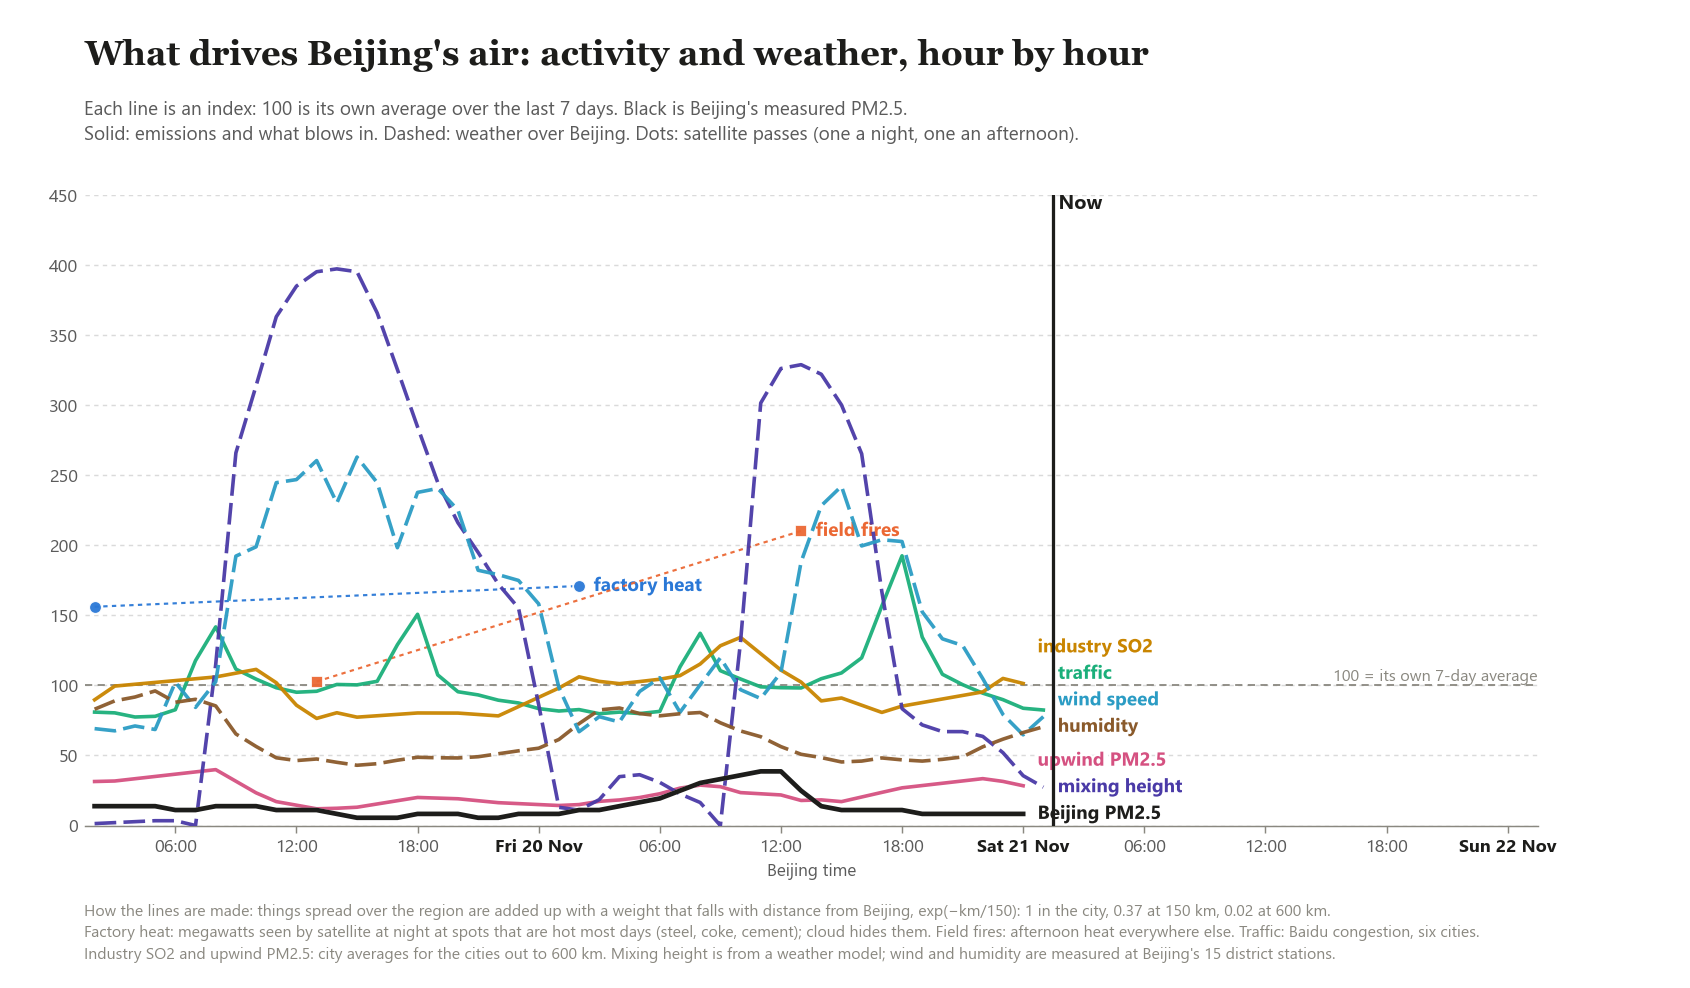 What drives Beijing's air: activity and weather, hour by hour
Each line is an index: 100 is its own average over the last 7 days. Black is Beijing's measured PM2.5.
Solid: emissions and what blows in. Dashed: weather over Beijing. Dots: satellite passes (one a night, one an afternoon).
450
Now
400
350
300
250
field fires
200
factory heat
150
industry SO2
traffic
100 = its own 7-day average
100
wind speed
humidity
50
upwind PM2.5
mixing height
Beijing PM2.5
0
06:00 12:00 18:00 Fri 20 Nov 06:00 12:00 18:00 Sat 21 Nov 06:00 12:00 18:00 Sun 22 Nov
Beijing time
How the lines are made: things spread over the region are added up with a weight that falls with distance from Beijing, exp(−km/150): 1 in the city, 0.37 at 150 km, 0.02 at 600 km.
Factory heat: megawatts seen by satellite at night at spots that are hot most days (steel, coke, cement); cloud hides them. Field fires: afternoon heat everywhere else. Traffic: Baidu congestion, six cities.
Industry SO2 and upwind PM2.5: city averages for the cities out to 600 km. Mixing height is from a weather model; wind and humidity are measured at Beijing's 15 district stations.